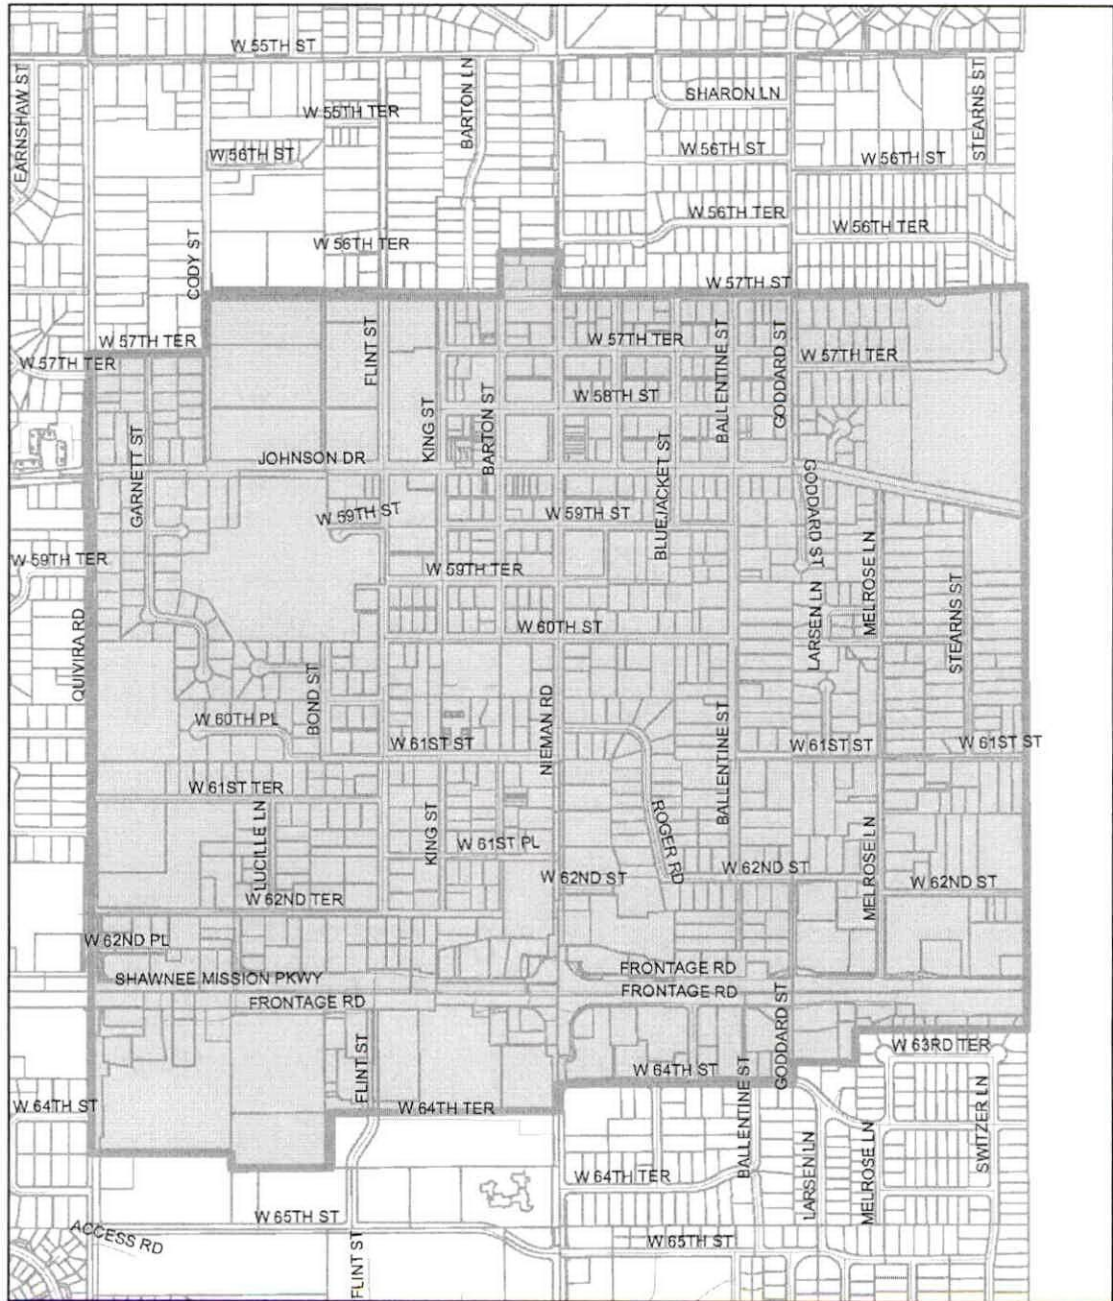 W 55TH ST
EARNSHAW ST
BARTON LN
SHARON LN
STEARNS ST
W 55TH TER
W 56TH ST
W 56TH ST
W 56TH ST
W 56TH TER
W 56TH TER
W 56TH TER
CODY ST
W 57TH ST
W 57TH TER
W 57TH TER
FLINT ST
W 57TH TER
BALLENTINE ST
GODDARD ST
W 57TH TER
W 58TH ST
KING ST
BARTON ST
GARNETT ST
JOHNSON DR
BLUEJACKET ST
GODDARD ST
W 59TH ST
W 59TH ST
MELROSE LN
W 59TH TER
W 59TH TER
STEARNS ST
LARSEN LN
QUIVIRA RD
W 60TH ST
BOND ST
W 60TH PL
NIEMAN RD
BALLENTINE ST
W 61ST ST
W 61ST ST
W 61ST ST
W 61ST TER
LUCILLE LN
KING ST
W 61ST PL
ROGER RD
W 62ND ST
W 62ND ST
MELROSE LN
W 62ND ST
W 62ND TER
W 62ND PL
SHAWNEE MISSION PKWY
FRONTAGE RD
FRONTAGE RD
FRONTAGE RD
FLINT ST
GODDARD ST
W 63RD TER
W 64TH ST
W 64TH ST
W 64TH TER
BALLENTINE ST
LARSEN LN
MELROSE LN
SWITZER LN
W 64TH TER
W 65TH ST
ACCESS RD
W 65TH ST
FLINT ST